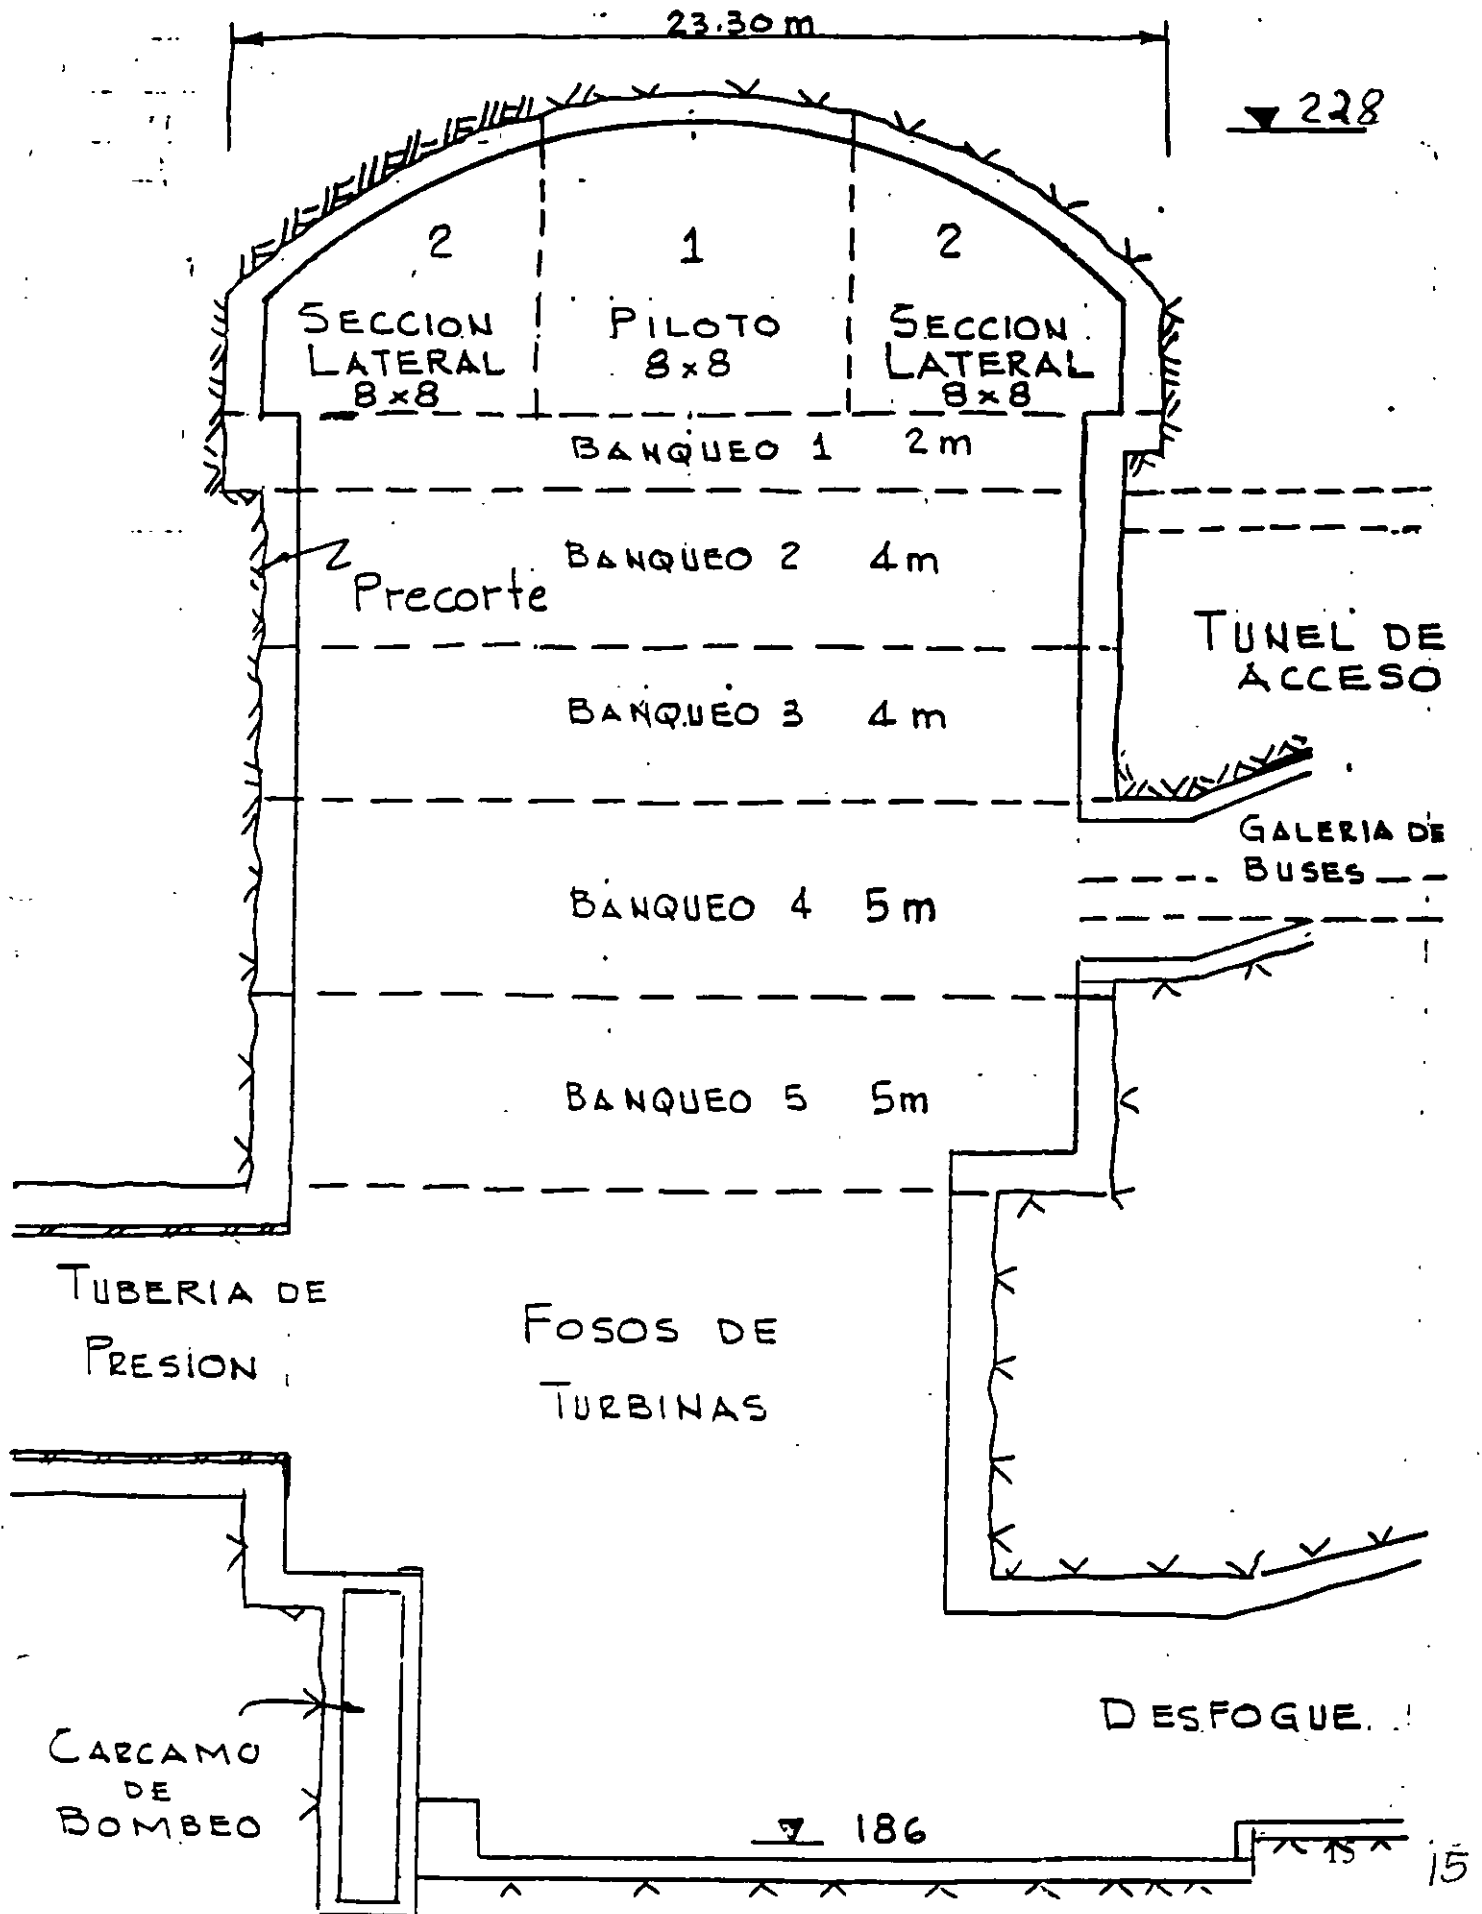 23.30 m
228
2
1
2
SECCION
LATERAL
8x8
PILOTO
8x8
SECCION
LATERAL
8x8
BANQUEO 1 2m
BANQUEO 2 4m
Precorte
TUNEL DE
ACCESO
BANQUEO 3 4m
GALERIA DE
BUSES
BANQUEO 4 5m
BANQUEO 5 5m
TUBERIA DE
PRESION
FOSOS DE
TURBINAS
DESFOGUE
CARCAMO
DE
BOMBEO
186
15
15